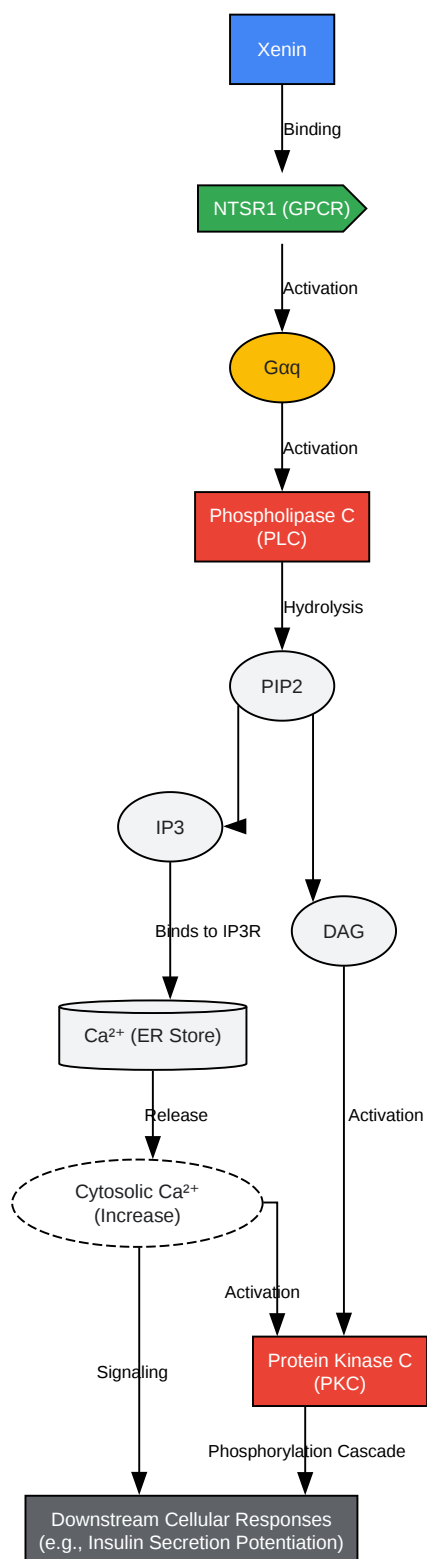 Xenin
Binding
NTSR1 (GPCR)
Activation
Gαq
Activation
Phospholipase C
(PLC)
Hydrolysis
PIP2
IP3
Binds to IP3R
DAG
Ca²⁺ (ER Store)
Release
Activation
Cytosolic Ca²⁺
(Increase)
Activation
Protein Kinase C
(PKC)
Signaling
Phosphorylation Cascade
Downstream Cellular Responses
(e.g., Insulin Secretion Potentiation)